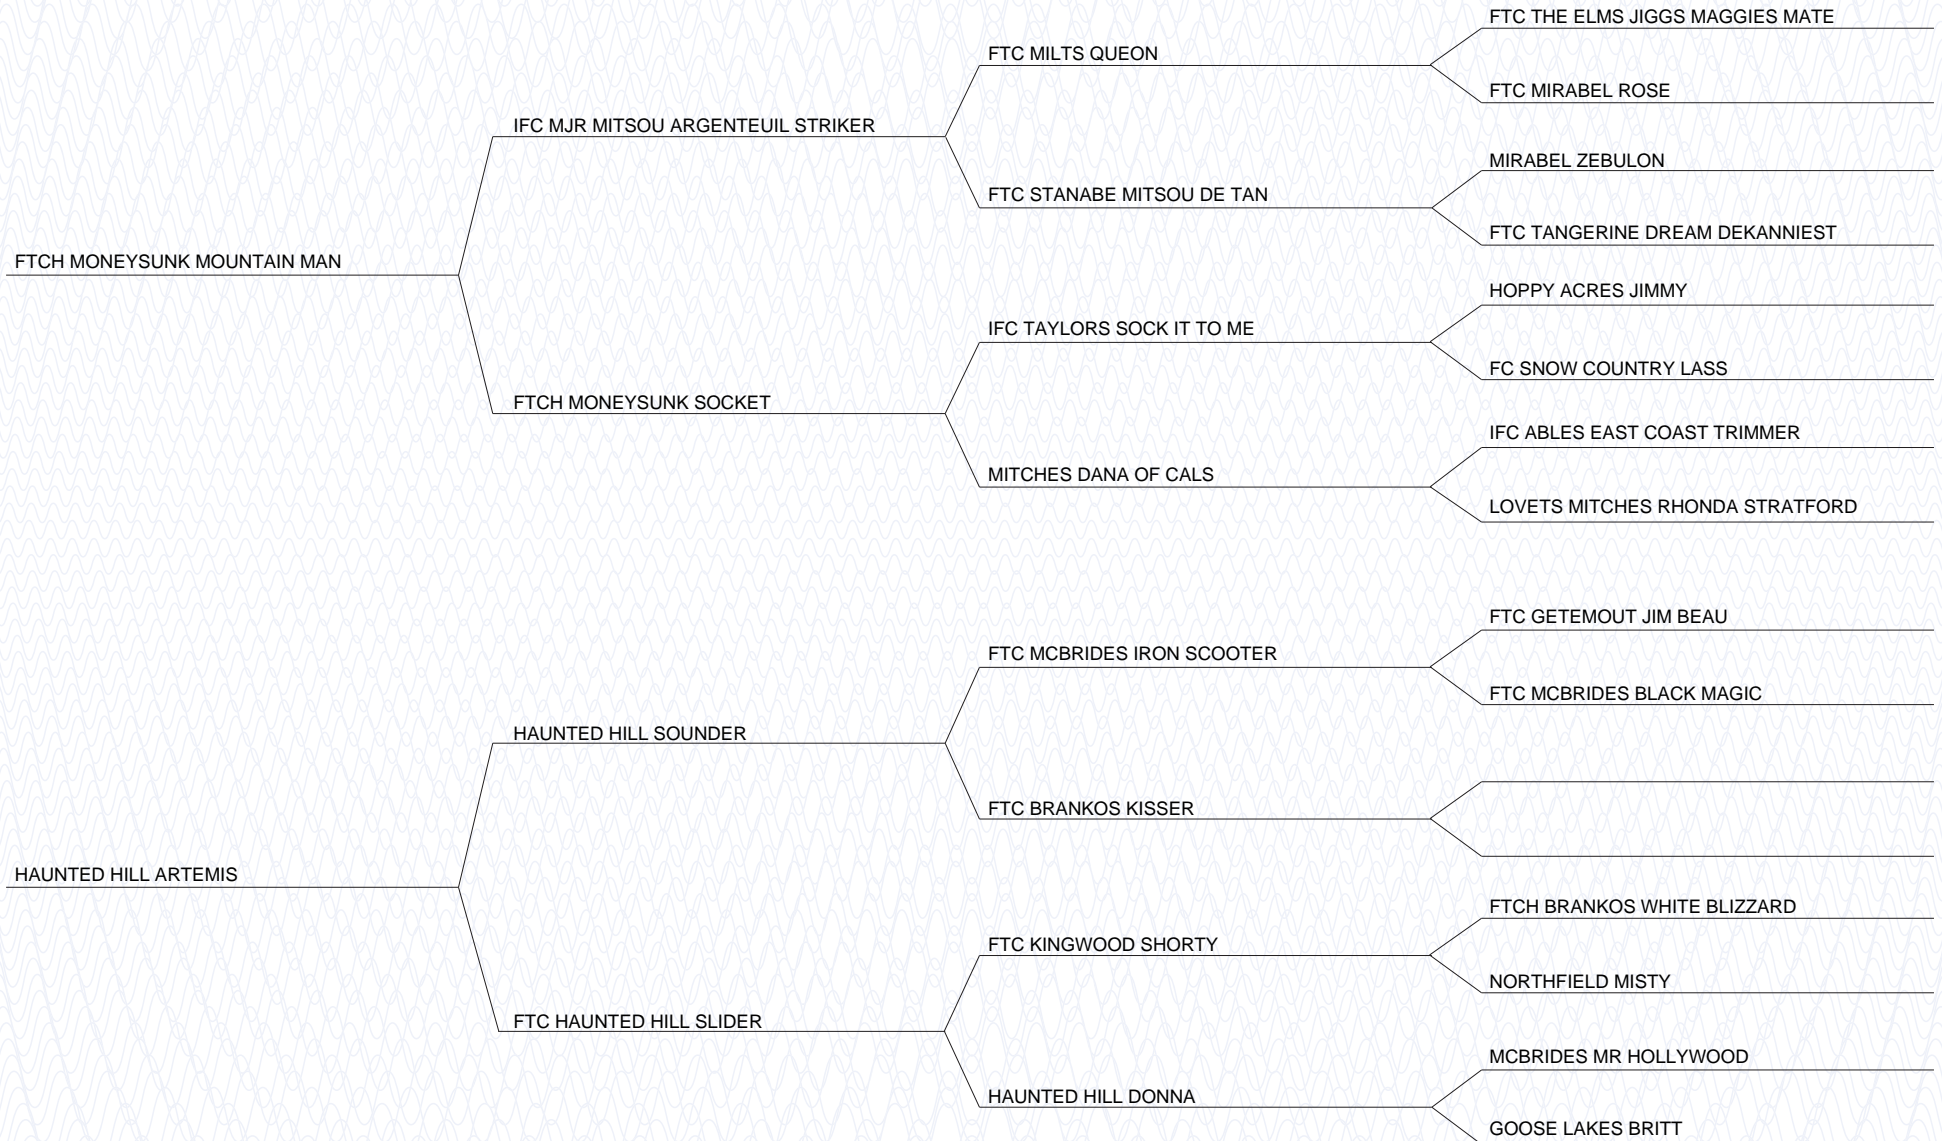 FTC THE ELMS JIGGS MAGGIES MATE
FTC MILTS QUEON
FTC MIRABEL ROSE
IFC MJR MITSOU ARGENTEUIL STRIKER
MIRABEL ZEBULON
FTC STANABE MITSOU DE TAN
FTC TANGERINE DREAM DEKANNIEST
FTCH MONEYSUNK MOUNTAIN MAN
HOPPY ACRES JIMMY
IFC TAYLORS SOCK IT TO ME
FC SNOW COUNTRY LASS
FTCH MONEYSUNK SOCKET
IFC ABLES EAST COAST TRIMMER
MITCHES DANA OF CALS
LOVETS MITCHES RHONDA STRATFORD
FTC GETEMOUT JIM BEAU
FTC MCBRIDES IRON SCOOTER
FTC MCBRIDES BLACK MAGIC
HAUNTED HILL SOUNDER
FTC BRANKOS KISSER
HAUNTED HILL ARTEMIS
FTCH BRANKOS WHITE BLIZZARD
FTC KINGWOOD SHORTY
NORTHFIELD MISTY
FTC HAUNTED HILL SLIDER
MCBRIDES MR HOLLYWOOD
HAUNTED HILL DONNA
GOOSE LAKES BRITT